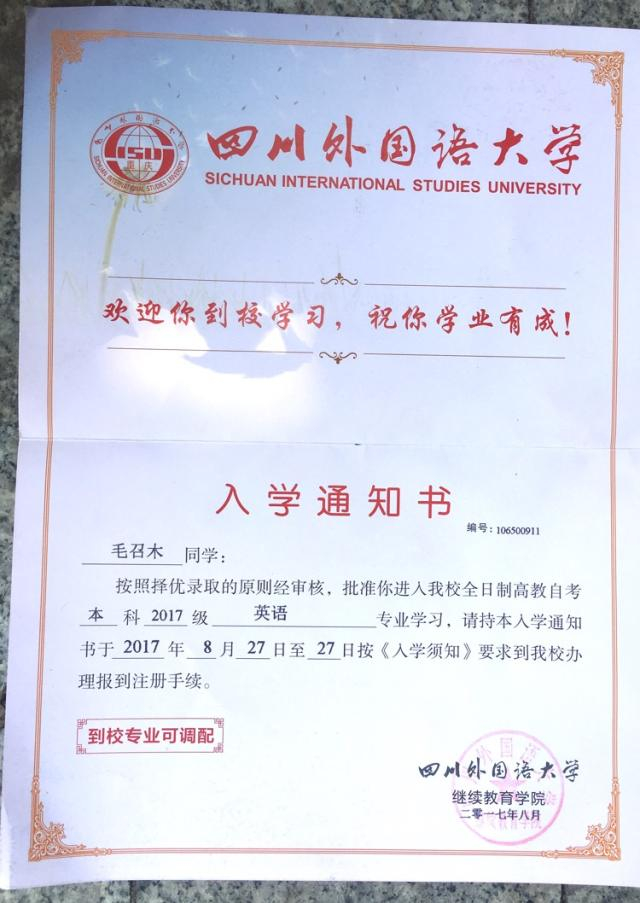 四川外国语大学
SICHUAN INTERNATIONAL STUDIES UNIVERSITY
SISU
重庆
SICHUAN INTERNATIONAL STUDIES UNIVERSITY
欢迎你到校学习，祝你学业有成！
入学通知书
编号：106500911
毛召木 同学：
按照择优录取的原则经审核，批准你进入我校全日制高教自考
本 科 2017 级 英语 专业学习，请持本入学通知
书于 2017 年 8 月 27 日至 27 日按《入学须知》要求到我校办
理报到注册手续。
到校专业可调配
四川外国语大学
继续教育学院
二零一七年八月